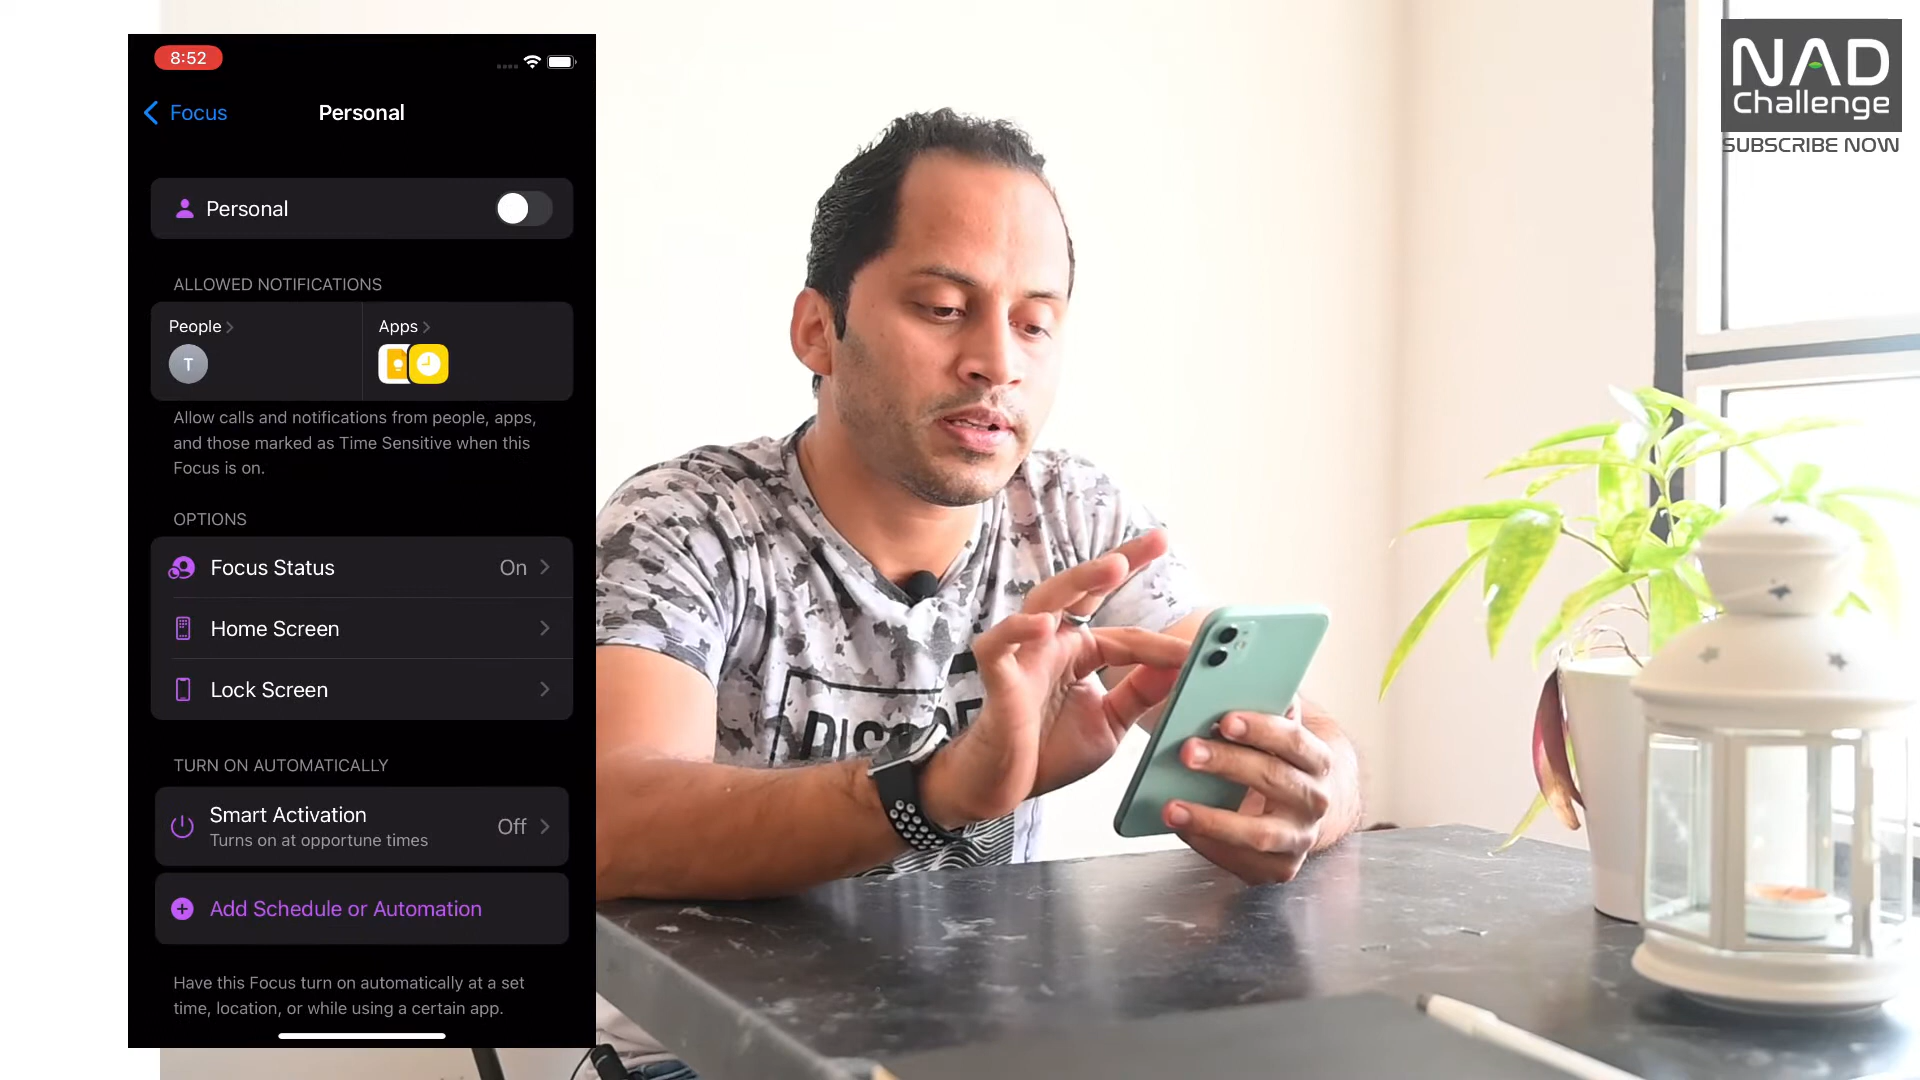 8:52
Focus
Personal
Personal
ALLOWED NOTIFICATIONS
People
Apps
T
Allow calls and notifications from people, apps,
and those marked as Time Sensitive when this
Focus is on.
OPTIONS
Focus Status
On
Home Screen
Lock Screen
TURN ON AUTOMATICALLY
Smart Activation
Turns on at opportune times
Off
Add Schedule or Automation
Have this Focus turn on automatically at a set
time, location, or while using a certain app.
NAD
Challenge
SUBSCRIBE NOW